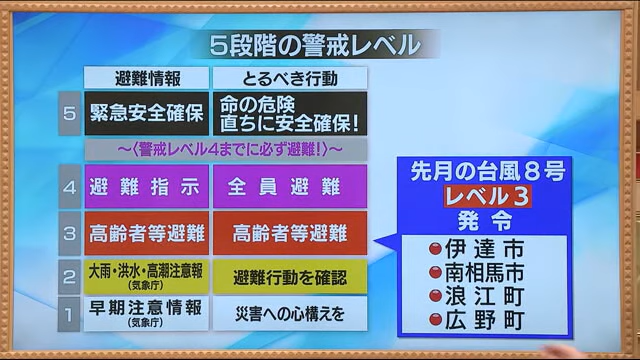 5段階の警戒レベル
避難情報 とるべき行動
5 緊急安全確保 命の危険
直ちに安全確保!
〜〈警戒レベル4までに必ず避難!〉〜
4 避難指示 全員避難
3 高齢者等避難 高齢者等避難
2 大雨・洪水・高潮注意報
(気象庁) 避難行動を確認
1 早期注意情報
(気象庁) 災害への心構えを
先月の台風8号
レベル3
発令
伊達市
南相馬市
浪江町
広野町